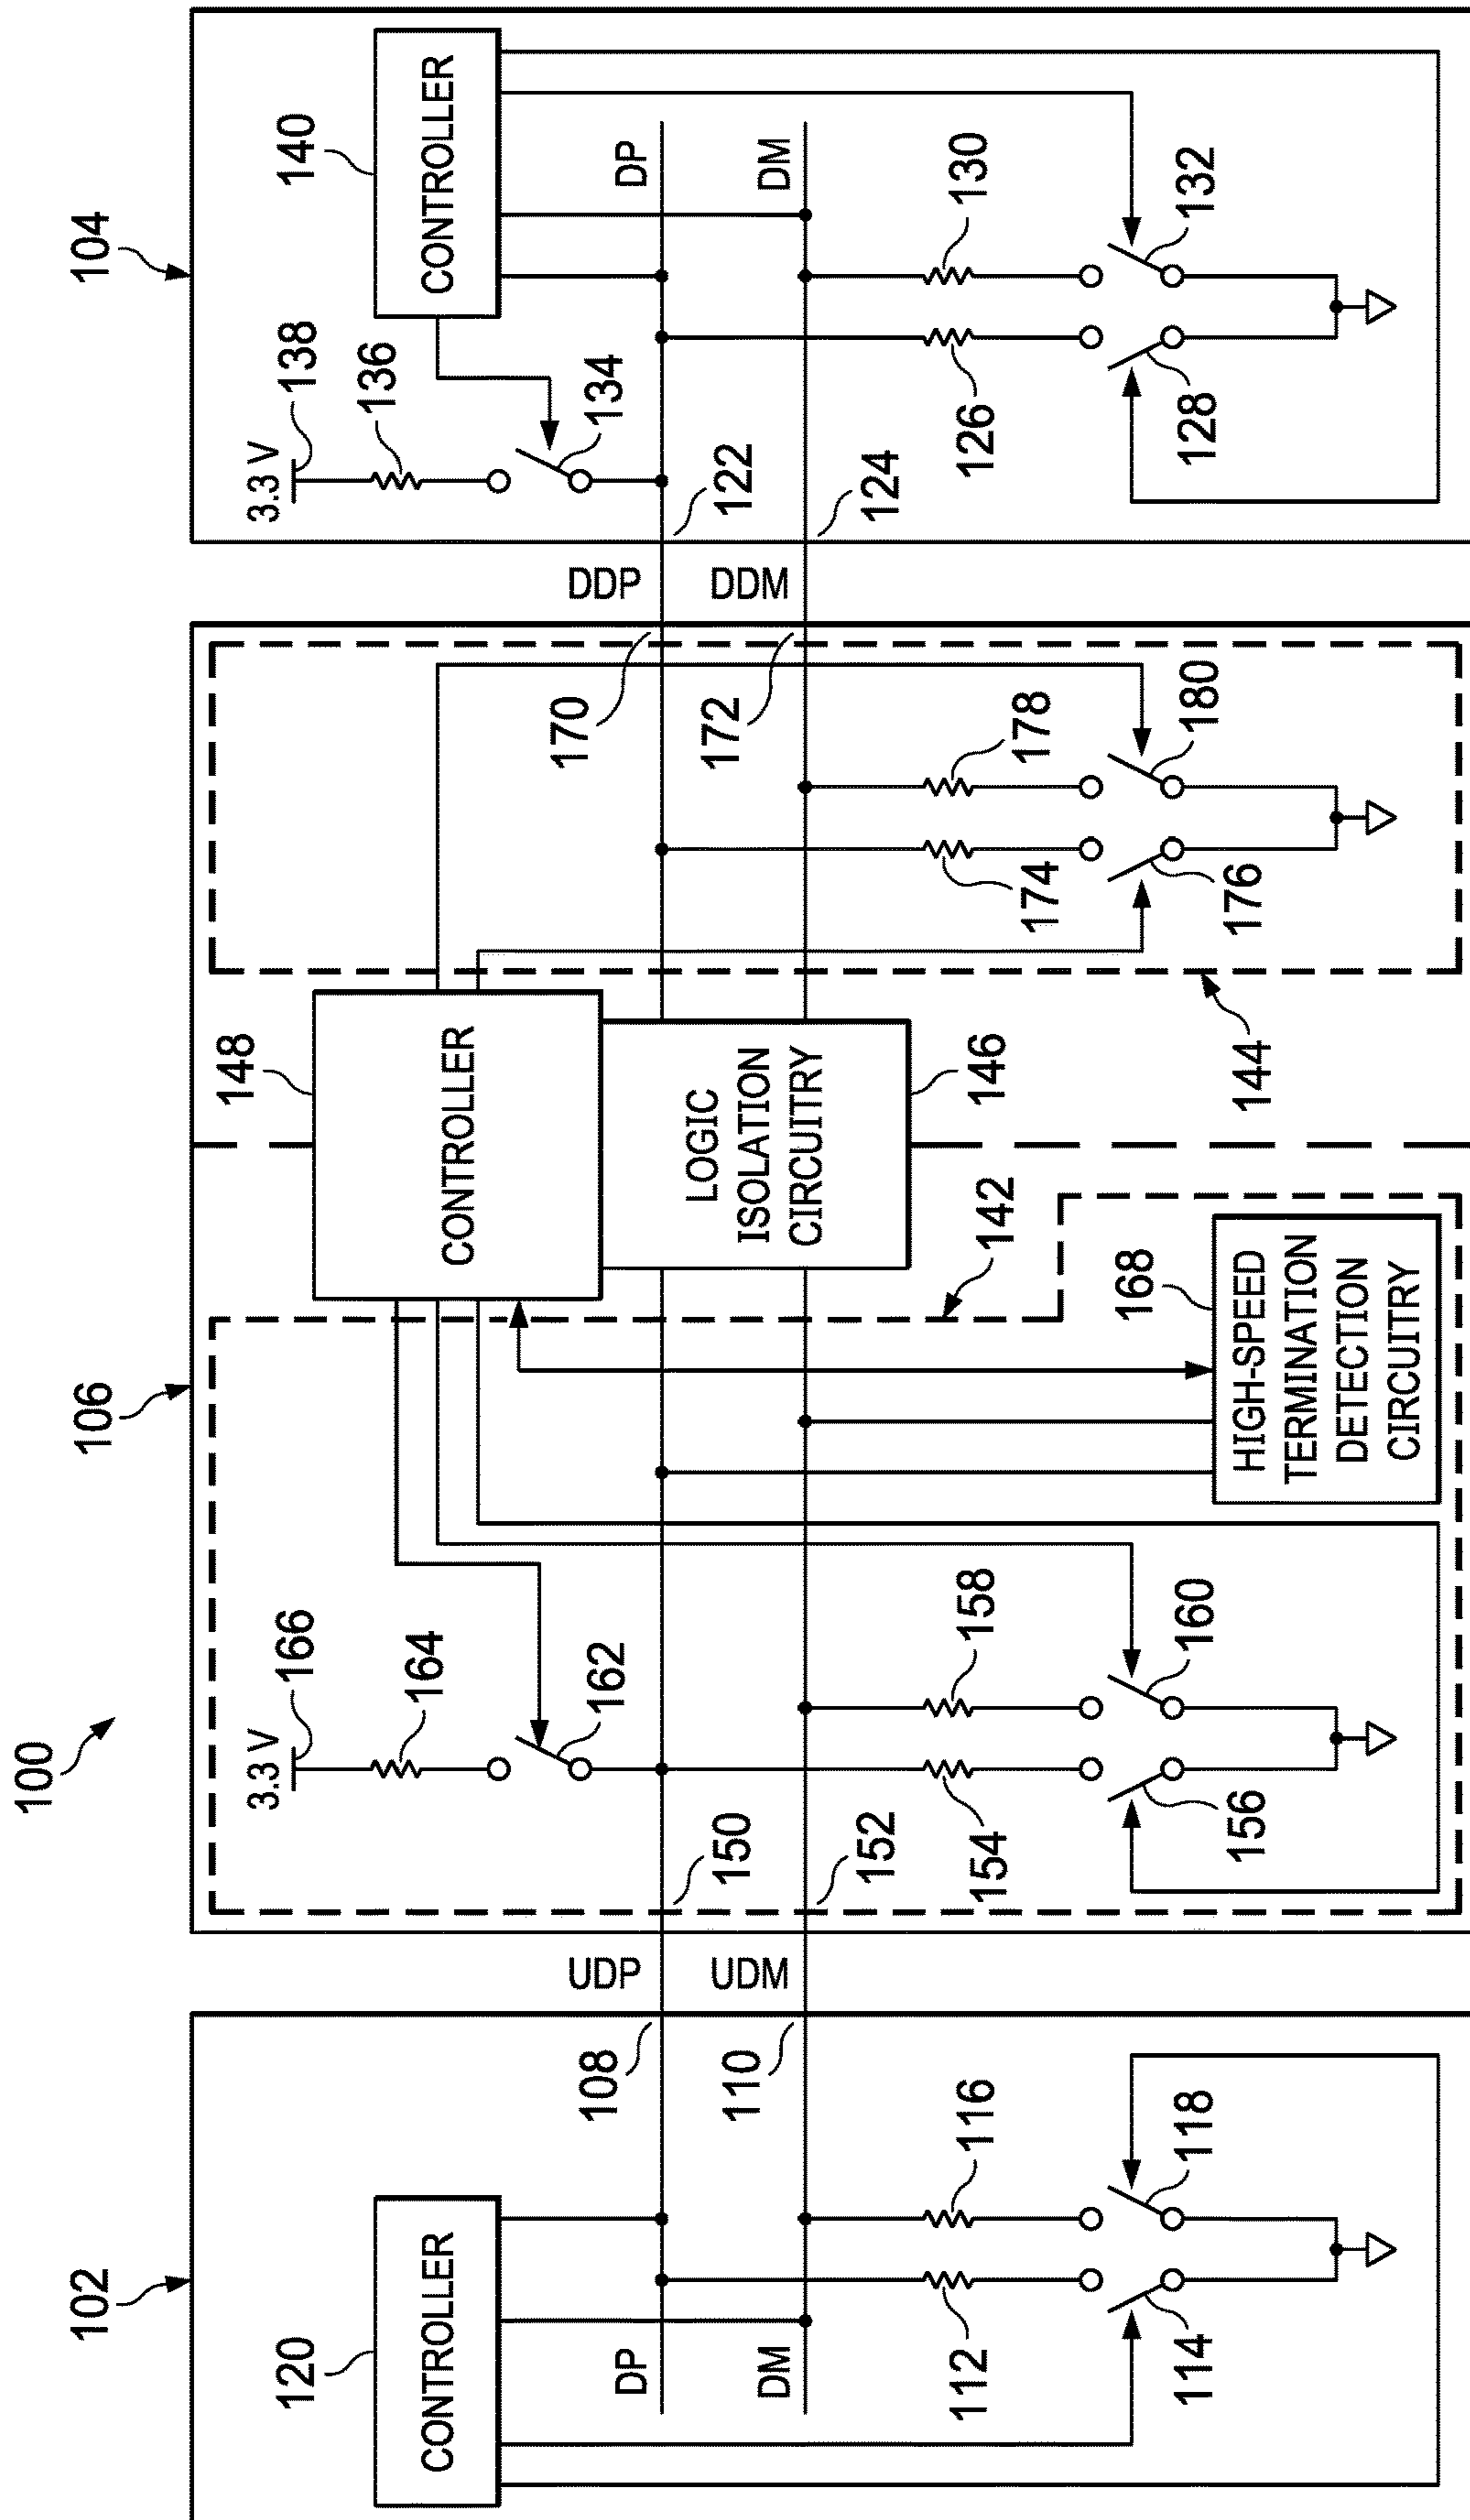 100
102
106
104
120
CONTROLLER
DP
DM
108
110
112
116
114
118
UDP
UDM
3.3 V
166
164
162
150
152
154
158
156
160
148
CONTROLLER
LOGIC
ISOLATION
CIRCUITRY
146
142
168
HIGH-SPEED
TERMINATION
DETECTION
CIRCUITRY
144
170
172
174
178
176
180
DDP
DDM
3.3 V
138
136
134
140
CONTROLLER
DP
DM
122
124
126
130
128
132